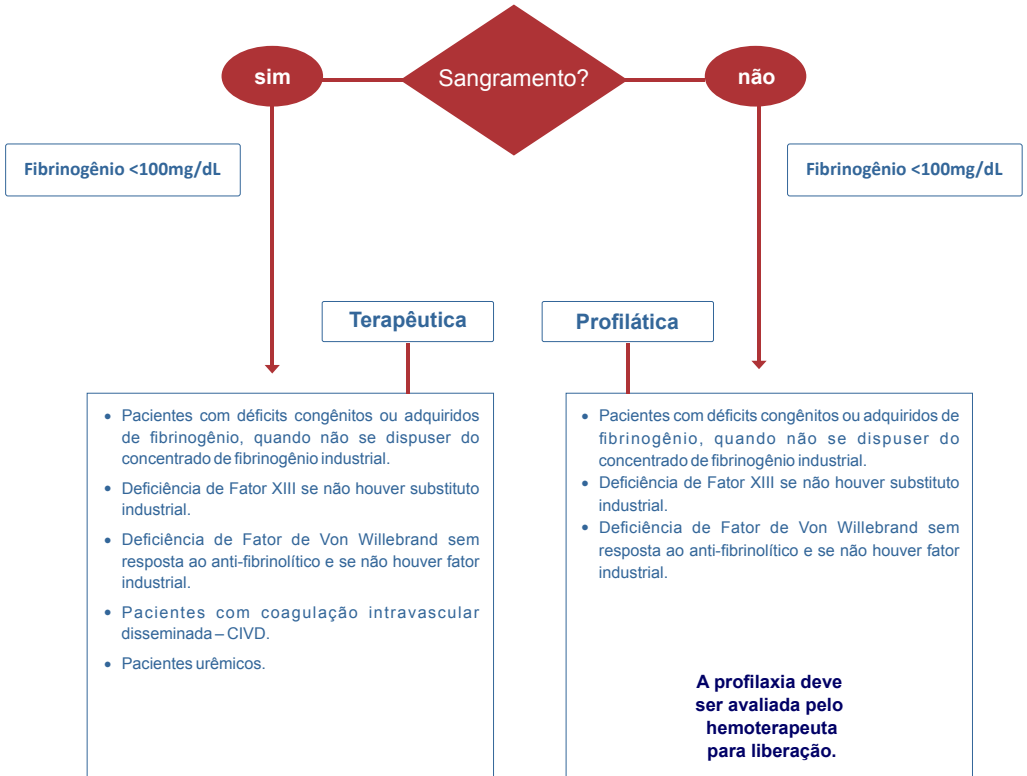 Sangramento?
sim
não
Fibrinogênio <100mg/dL
Fibrinogênio <100mg/dL
Terapêutica
Profilática
• Pacientes com déficits congênitos ou adquiridos
de fibrinogênio, quando não se dispuser do
concentrado de fibrinogênio industrial.
• Deficiência de Fator XIII se não houver substituto
industrial.
• Deficiência de Fator de Von Willebrand sem
resposta ao anti-fibrinolítico e se não houver fator
industrial.
• Pacientes com coagulação intravascular
disseminada – CIVD.
• Pacientes urêmicos.
• Pacientes com déficits congênitos ou adquiridos de
fibrinogênio, quando não se dispuser do
concentrado de fibrinogênio industrial.
• Deficiência de Fator XIII se não houver substituto
industrial.
• Deficiência de Fator de Von Willebrand sem
resposta ao anti-fibrinolítico e se não houver fator
industrial.
A profilaxia deve
ser avaliada pelo
hemoterapeuta
para liberação.